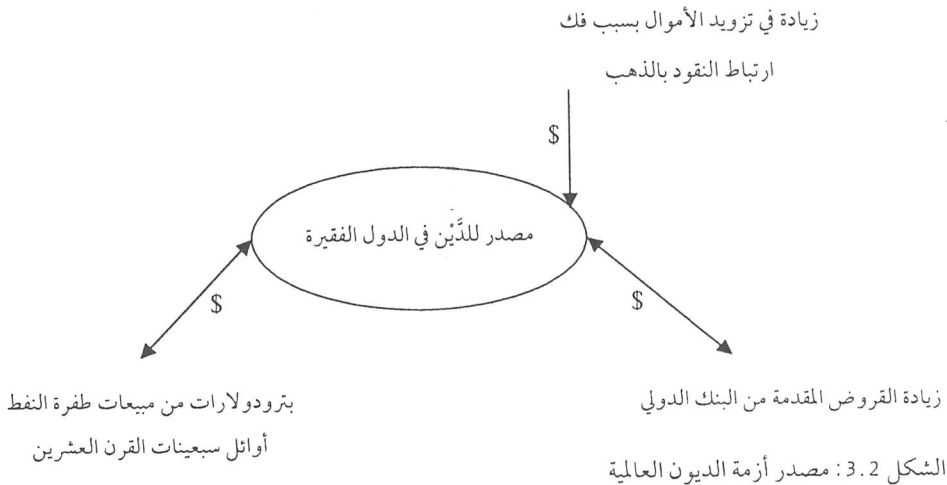 زيادة في تزويد الأموال بسبب فك
ارتباط النقود بالذهب
$
مصدر للدَّيْن في الدول الفقيرة
$
$
زيادة القروض المقدمة من البنك الدولي
بترودولارات من مبيعات طفرة النفط
أوائل سبعينات القرن العشرين
الشكل 3.2: مصدر أزمة الديون العالمية